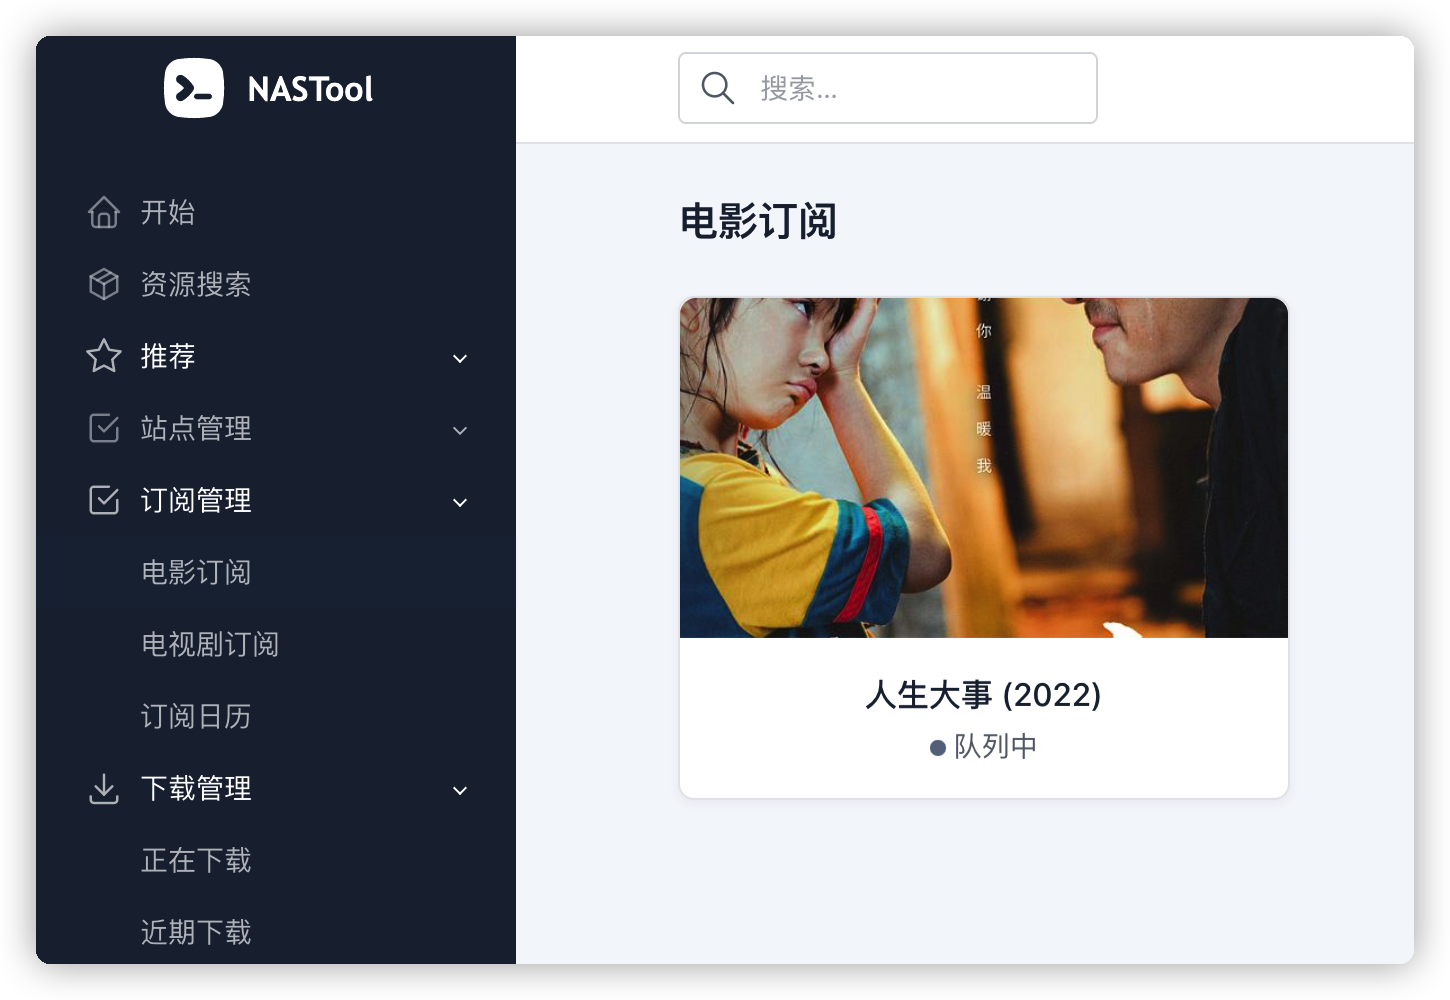 NASTool
搜索...
开始
资源搜索
推荐
站点管理
订阅管理
电影订阅
电视剧订阅
订阅日历
下载管理
正在下载
近期下载
电影订阅
你
温
暖
我
人生大事 (2022)
队列中